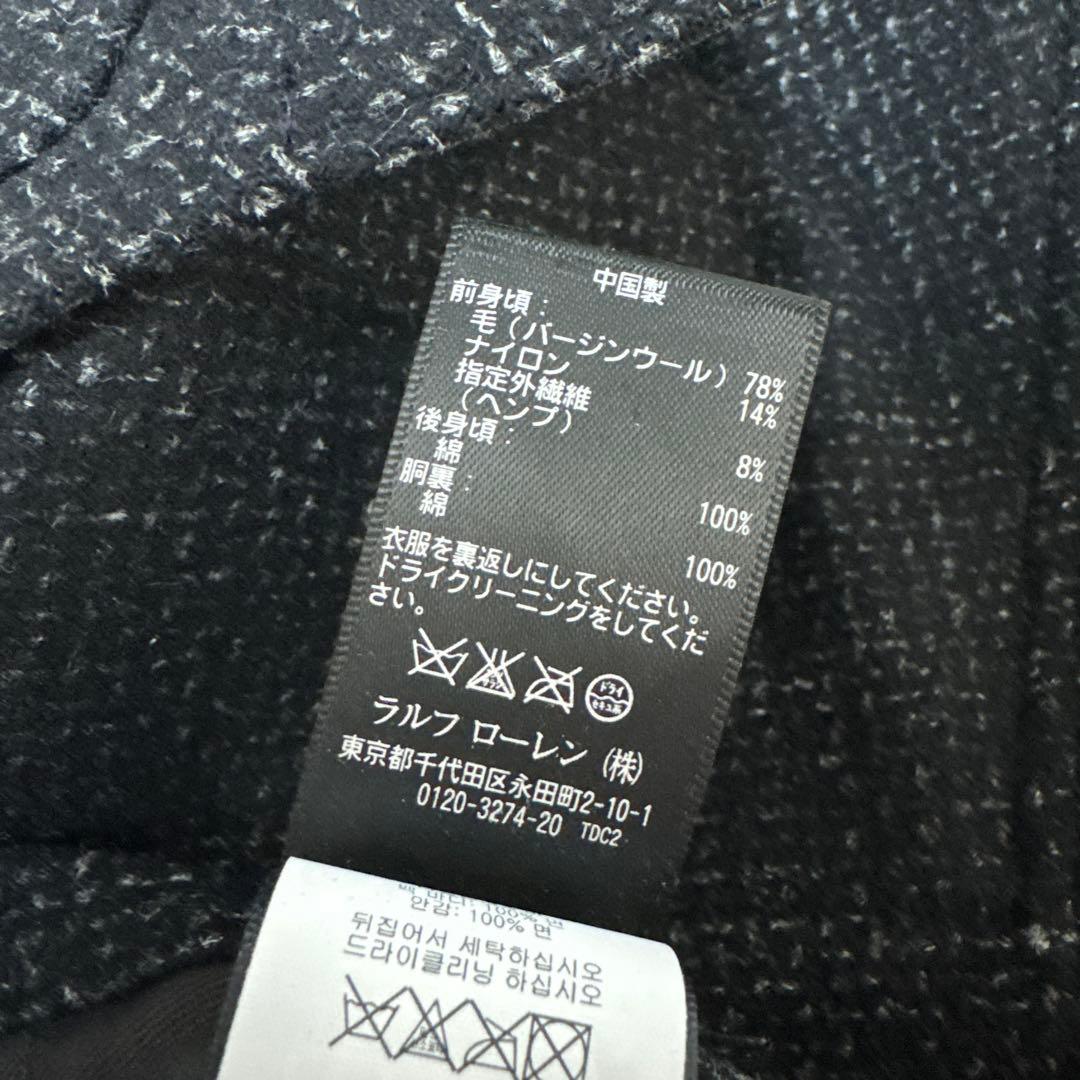 中国製
前身頃：
毛（バージンウール） 78%
ナイロン 14%
指定外繊維
（ヘンプ） 8%
後身頃：
綿 100%
胴裏：
綿 100%
衣服を裏返しにしてください。
ドライクリーニングをしてくだ
さい。
ドライ
セキユ系
ラルフ ローレン（株）
東京都千代田区永田町2-10-1
0120-3274-20 TDC2
100% 면
안감: 100% 면
뒤집어서 세탁하십시오
드라이클리닝 하십시오